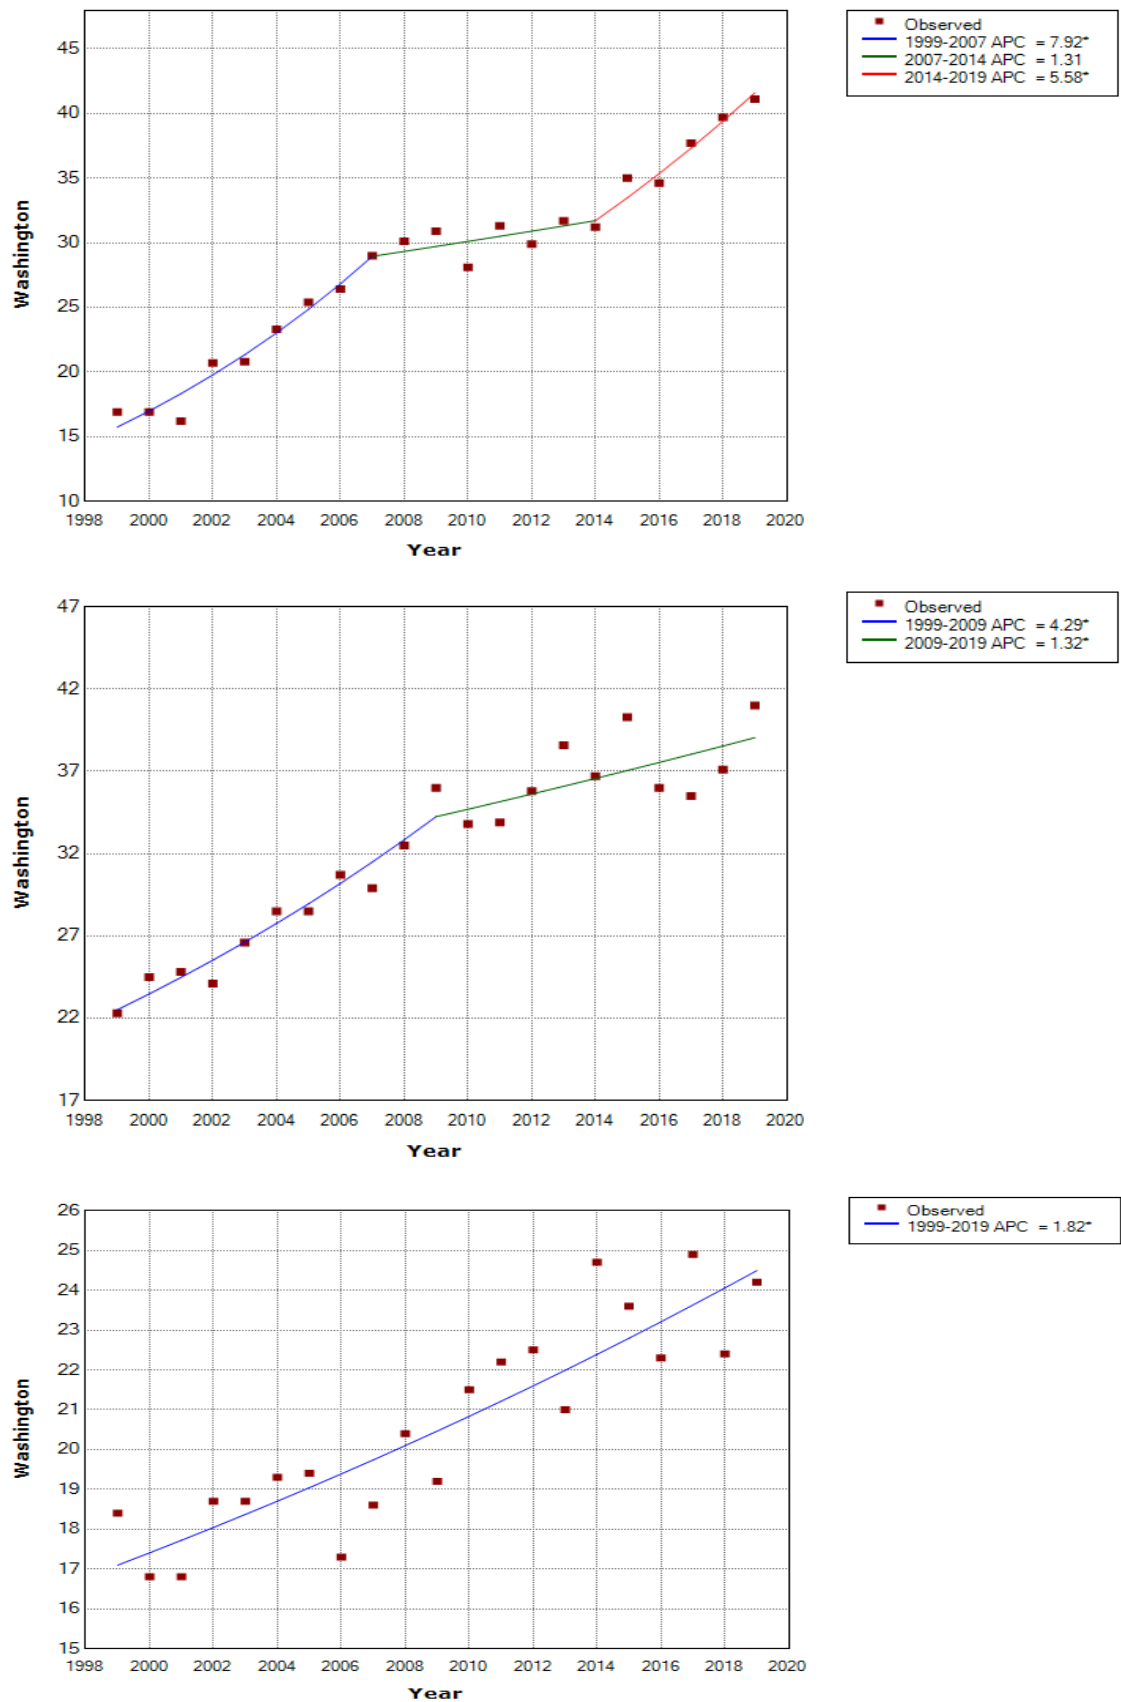 45
40
35
30
25
20
15
10
Washington
1998 2000 2002 2004 2006 2008 2010 2012 2014 2016 2018 2020
Year
Observed
1999-2007 APC = 7.92*
2007-2014 APC = 1.31
2014-2019 APC = 5.58*
47
42
37
32
27
22
17
Washington
1998 2000 2002 2004 2006 2008 2010 2012 2014 2016 2018 2020
Year
Observed
1999-2009 APC = 4.29*
2009-2019 APC = 1.32*
26
25
24
23
22
21
20
19
18
17
16
15
Washington
1998 2000 2002 2004 2006 2008 2010 2012 2014 2016 2018 2020
Year
Observed
1999-2019 APC = 1.82*